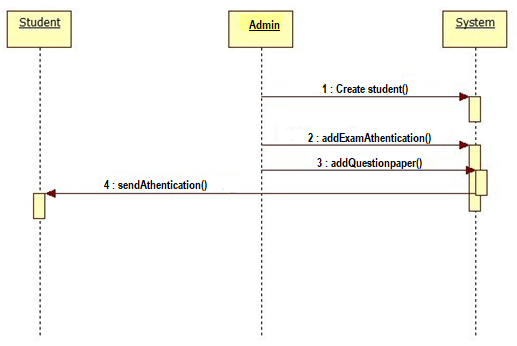 Student
Admin
System
1 : Create student()
2 : addExamAthentication()
3 : addQuestionpaper()
4 : sendAthentication()